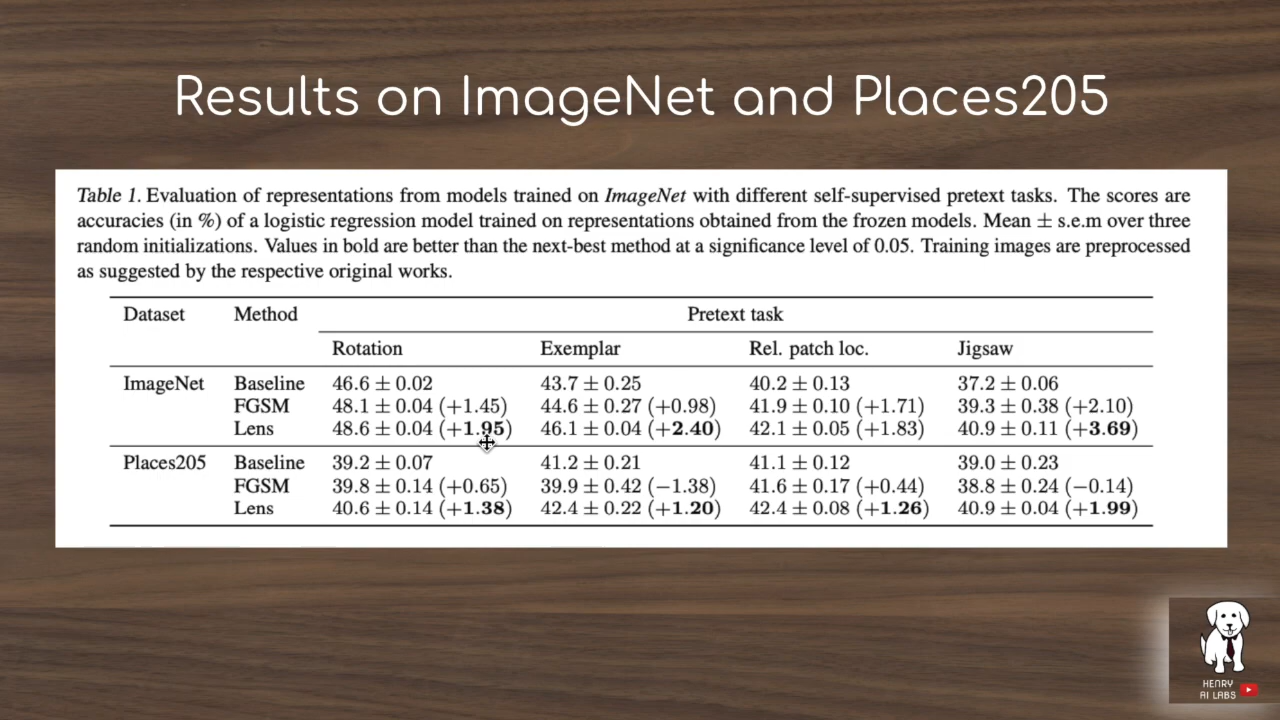 Results on ImageNet and Places205
Table 1. Evaluation of representations from models trained on ImageNet with different self-supervised pretext tasks. The scores are
accuracies (in %) of a logistic regression model trained on representations obtained from the frozen models. Mean ± s.e.m over three
random initializations. Values in bold are better than the next-best method at a significance level of 0.05. Training images are preprocessed
as suggested by the respective original works.
Dataset Method Pretext task
Rotation Exemplar Rel. patch loc. Jigsaw
ImageNet Baseline 46.6 ± 0.02 43.7 ± 0.25 40.2 ± 0.13 37.2 ± 0.06
FGSM 48.1 ± 0.04 (+1.45) 44.6 ± 0.27 (+0.98) 41.9 ± 0.10 (+1.71) 39.3 ± 0.38 (+2.10)
Lens 48.6 ± 0.04 (+1.95) 46.1 ± 0.04 (+2.40) 42.1 ± 0.05 (+1.83) 40.9 ± 0.11 (+3.69)
Places205 Baseline 39.2 ± 0.07 41.2 ± 0.21 41.1 ± 0.12 39.0 ± 0.23
FGSM 39.8 ± 0.14 (+0.65) 39.9 ± 0.42 (−1.38) 41.6 ± 0.17 (+0.44) 38.8 ± 0.24 (−0.14)
Lens 40.6 ± 0.14 (+1.38) 42.4 ± 0.22 (+1.20) 42.4 ± 0.08 (+1.26) 40.9 ± 0.04 (+1.99)
HENRY
AI LABS